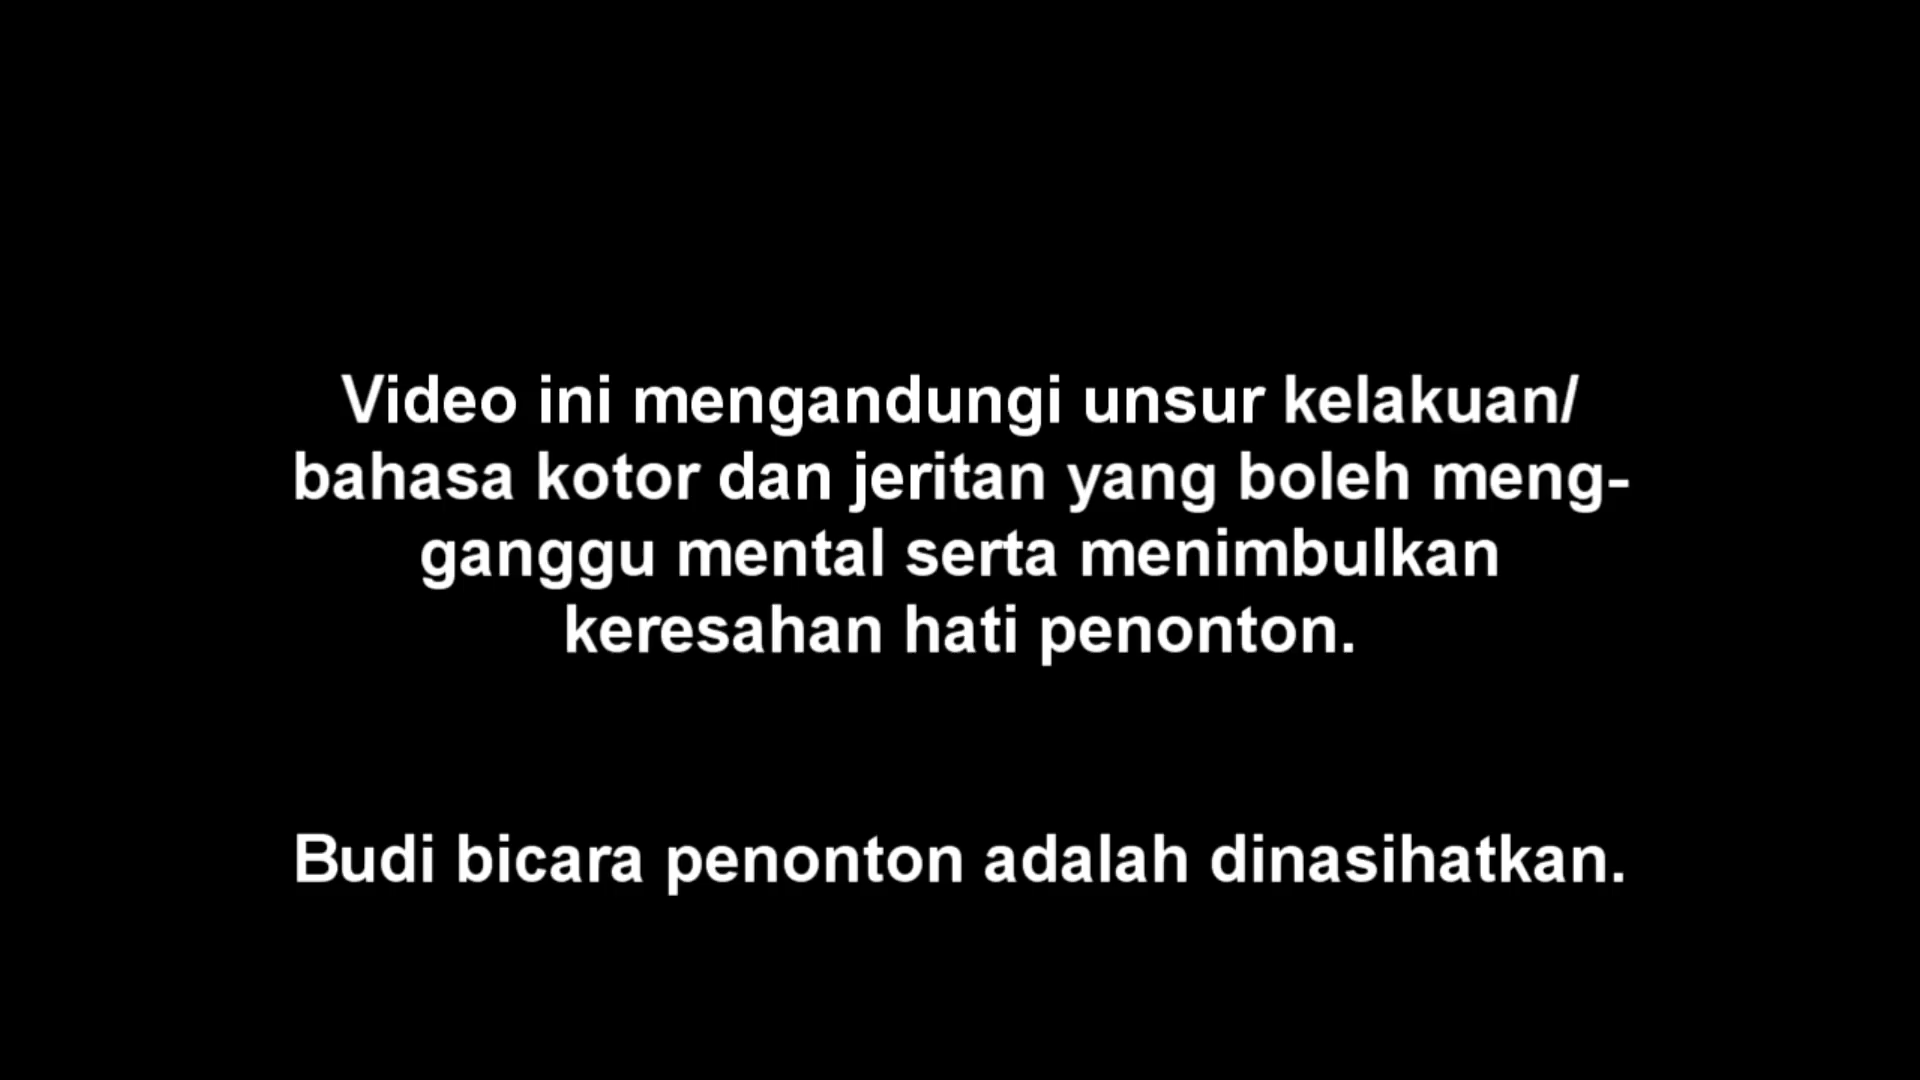 Video ini mengandungi unsur kelakuan/
bahasa kotor dan jeritan yang boleh meng-
ganggu mental serta menimbulkan
keresahan hati penonton.
Budi bicara penonton adalah dinasihatkan.